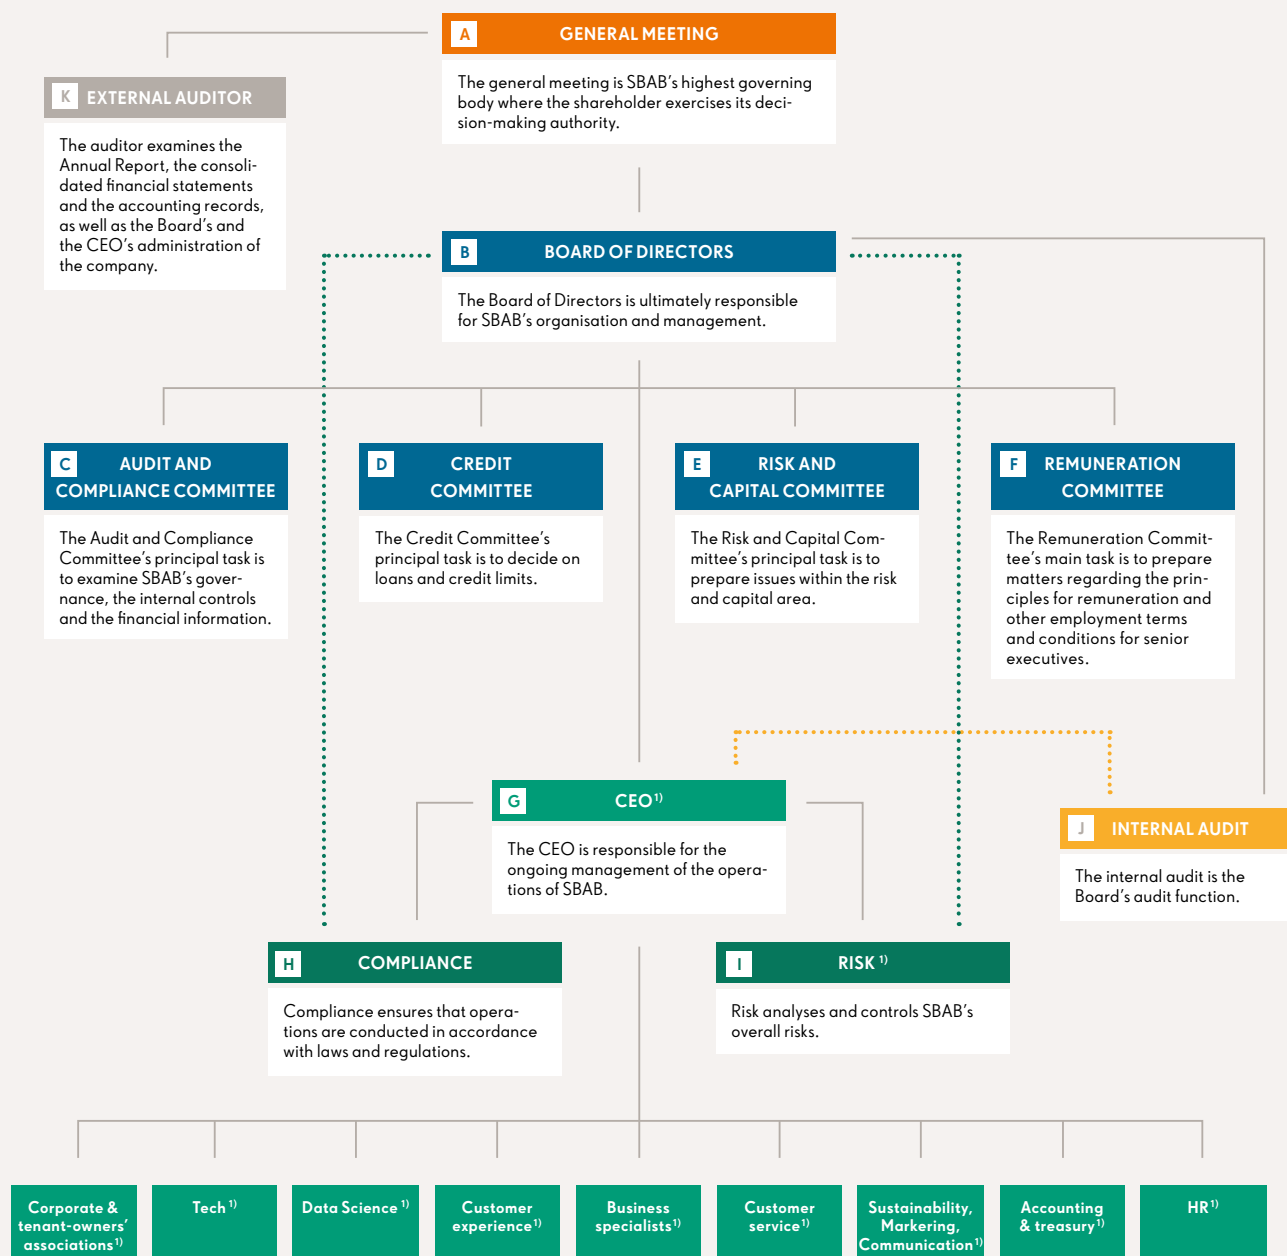 A GENERAL MEETING
The general meeting is SBAB's highest governing
body where the shareholder exercises its deci-
sion-making authority.
K EXTERNAL AUDITOR
The auditor examines the
Annual Report, the consoli-
dated financial statements
and the accounting records,
as well as the Board's and
the CEO's administration of
the company.
B BOARD OF DIRECTORS
The Board of Directors is ultimately responsible
for SBAB's organisation and management.
C AUDIT AND
COMPLIANCE COMMITTEE
The Audit and Compliance
Committee's principal task is
to examine SBAB's gover-
nance, the internal controls
and the financial information.
D CREDIT
COMMITTEE
The Credit Committee's
principal task is to decide on
loans and credit limits.
E RISK AND
CAPITAL COMMITTEE
The Risk and Capital Com-
mittee's principal task is to
prepare issues within the risk
and capital area.
F REMUNERATION
COMMITTEE
The Remuneration Commit-
tee's main task is to prepare
matters regarding the prin-
ciples for remuneration and
other employment terms
and conditions for senior
executives.
G CEO1)
The CEO is responsible for the
ongoing management of the opera-
tions of SBAB.
J INTERNAL AUDIT
The internal audit is the
Board's audit function.
H COMPLIANCE
Compliance ensures that opera-
tions are conducted in accordance
with laws and regulations.
I RISK 1)
Risk analyses and controls SBAB's
overall risks.
Corporate &
tenant-owners'
associations1)
Tech 1)
Data Science 1)
Customer
experience1)
Business
specialists1)
Customer
service1)
Sustainability,
Markering,
Communication1)
Accounting
& treasury1)
HR1)